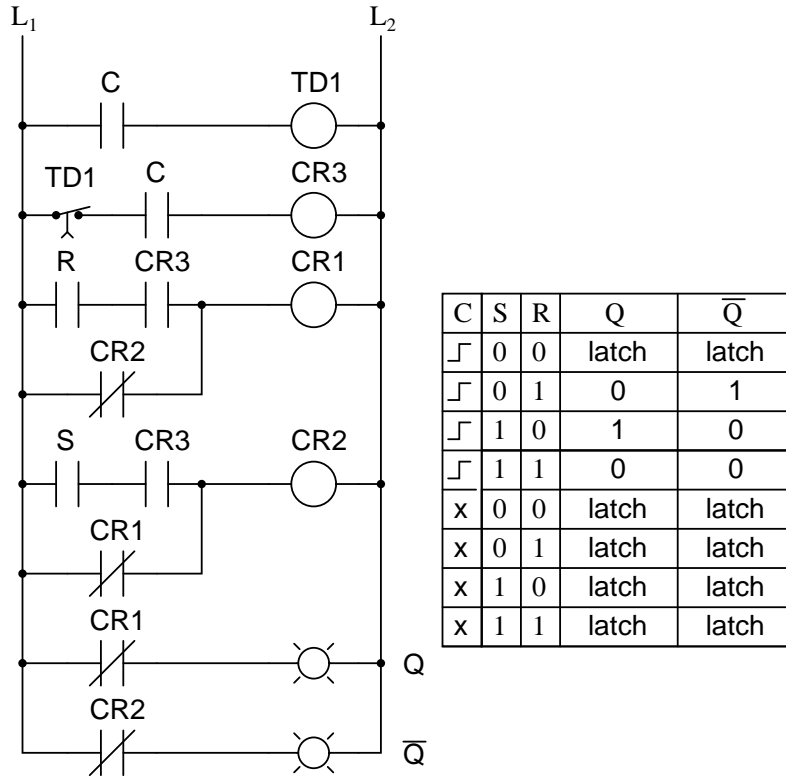 L1 L2
C TD1
TD1 C CR3
R CR3 CR1
CR2
S CR3 CR2
CR1
CR1
Q
CR2
Q̅
C S R Q Q̅
0 0 latch latch
0 1 0 1
1 0 1 0
1 1 0 0
x 0 0 latch latch
x 0 1 latch latch
x 1 0 latch latch
x 1 1 latch latch